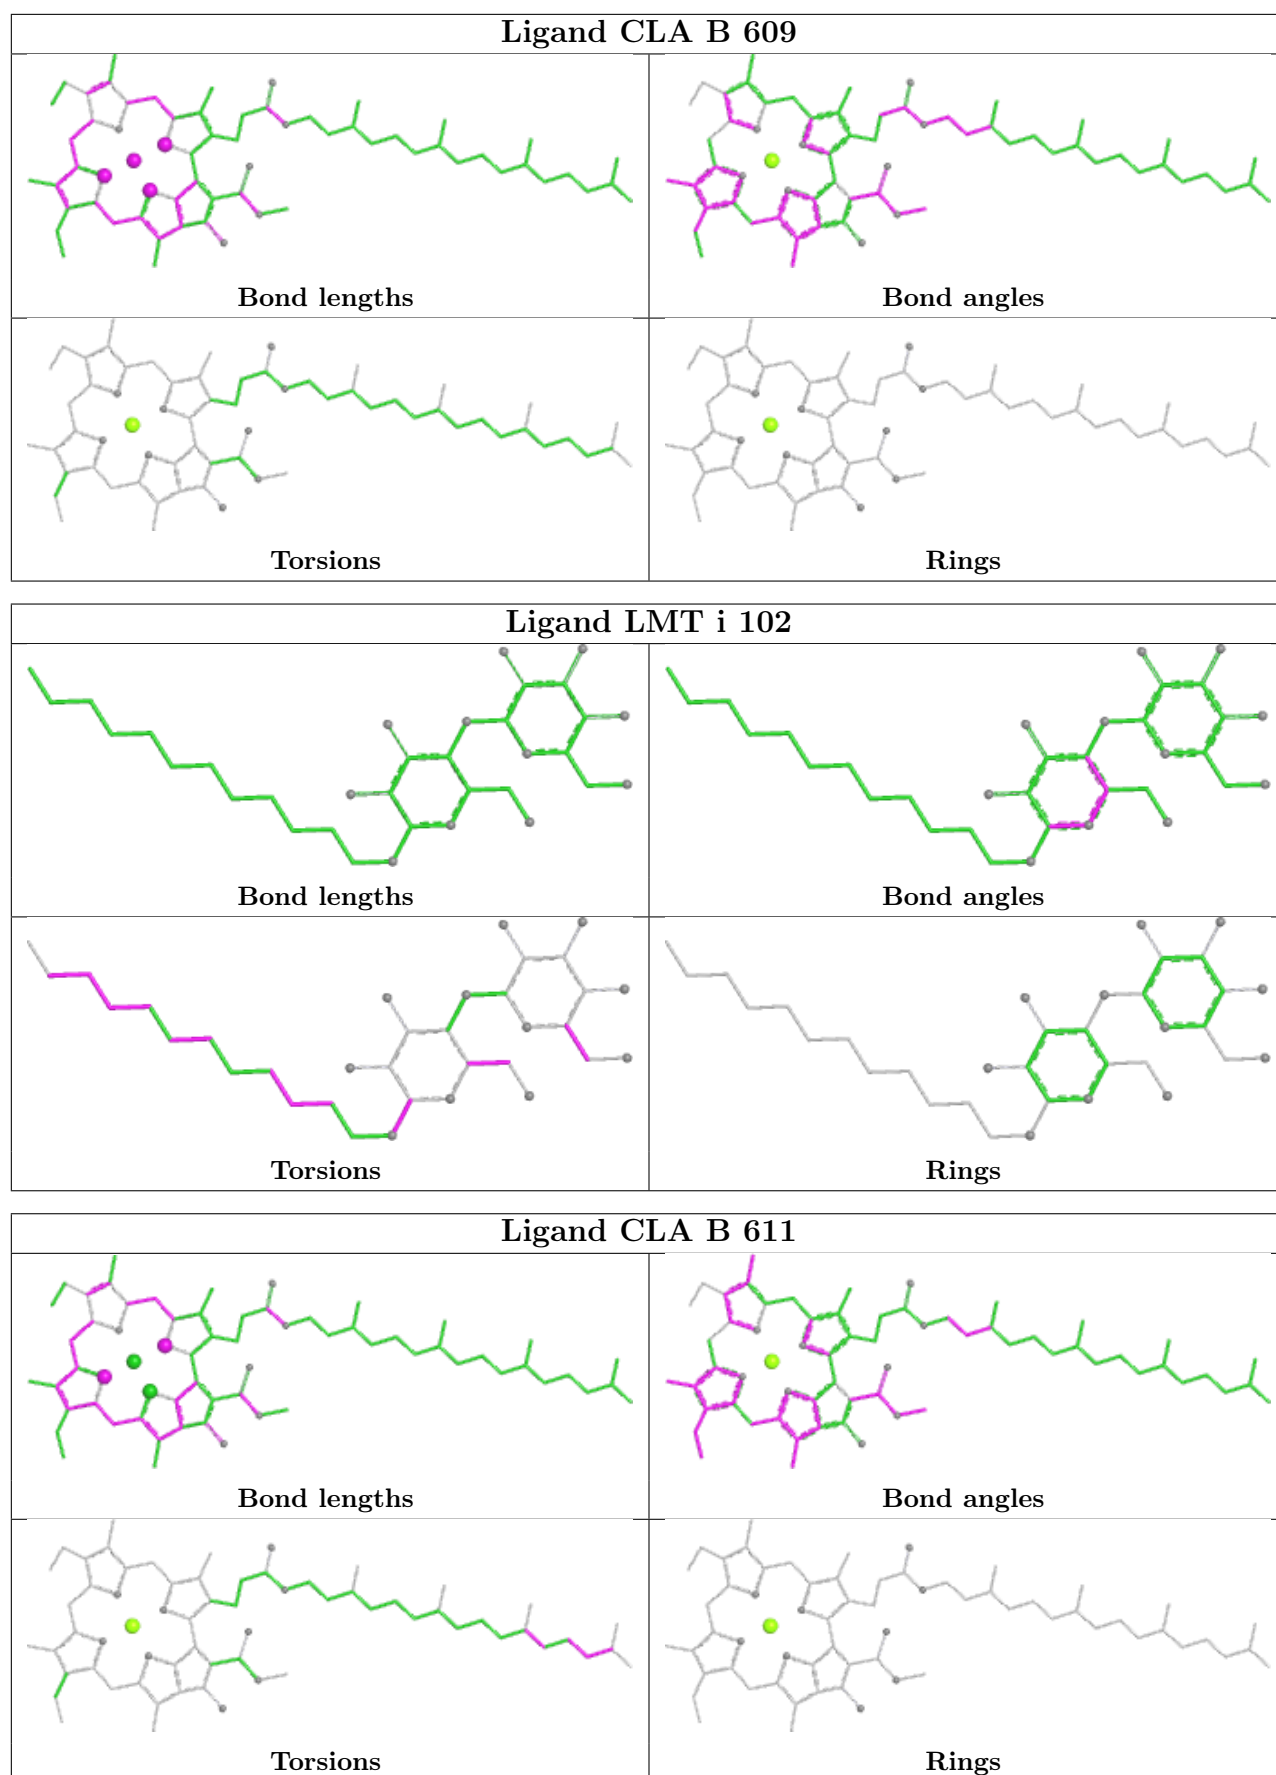 Ligand CLA B 609
Bond lengths
Bond angles
Torsions
Rings
Ligand LMT i 102
Bond lengths
Bond angles
Torsions
Rings
Ligand CLA B 611
Bond lengths
Bond angles
Torsions
Rings